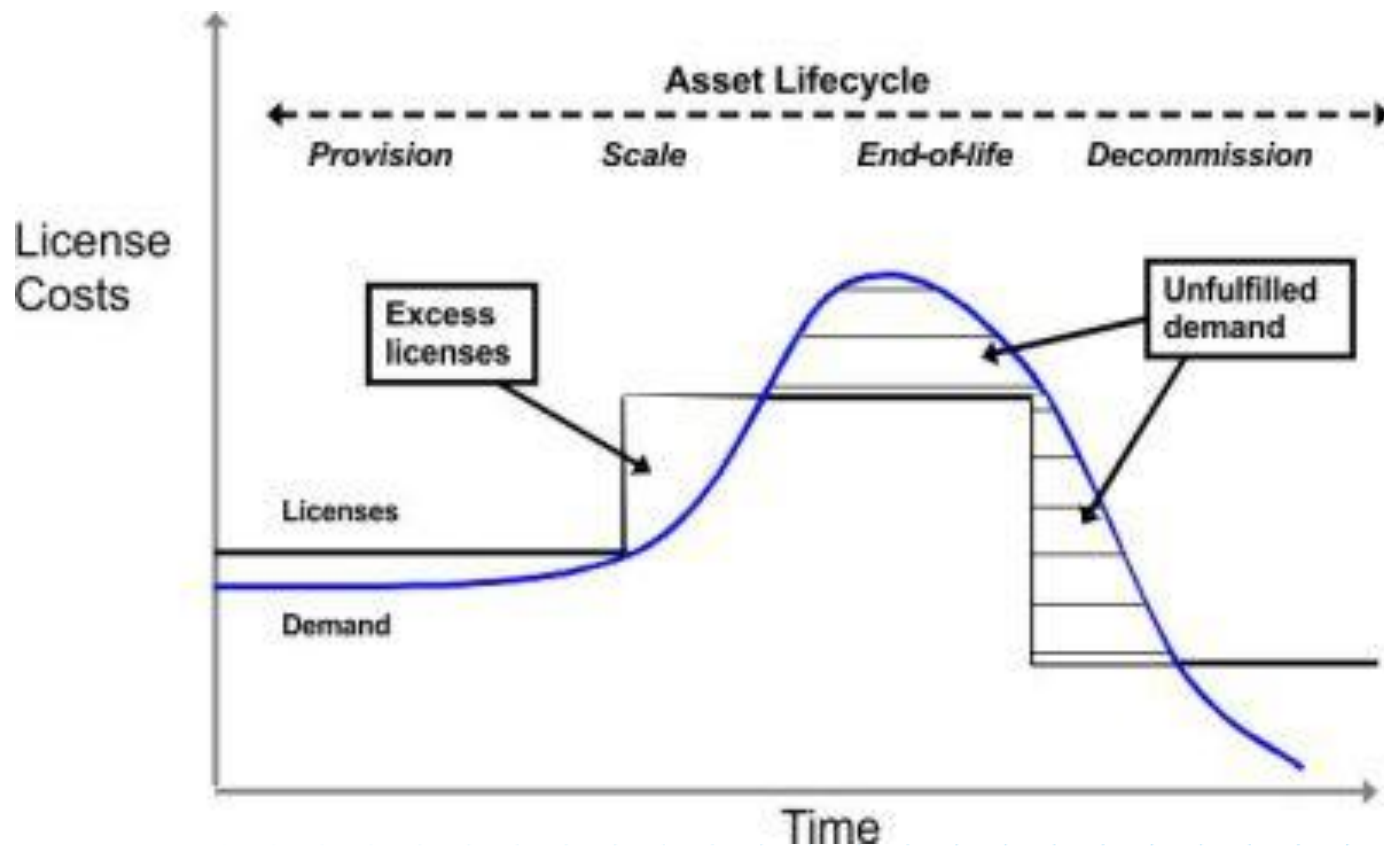 Asset Lifecycle
Provision Scale End-of-life Decommission
License
Costs
Excess
licenses
Unfulfilled
demand
Licenses
Demand
Time